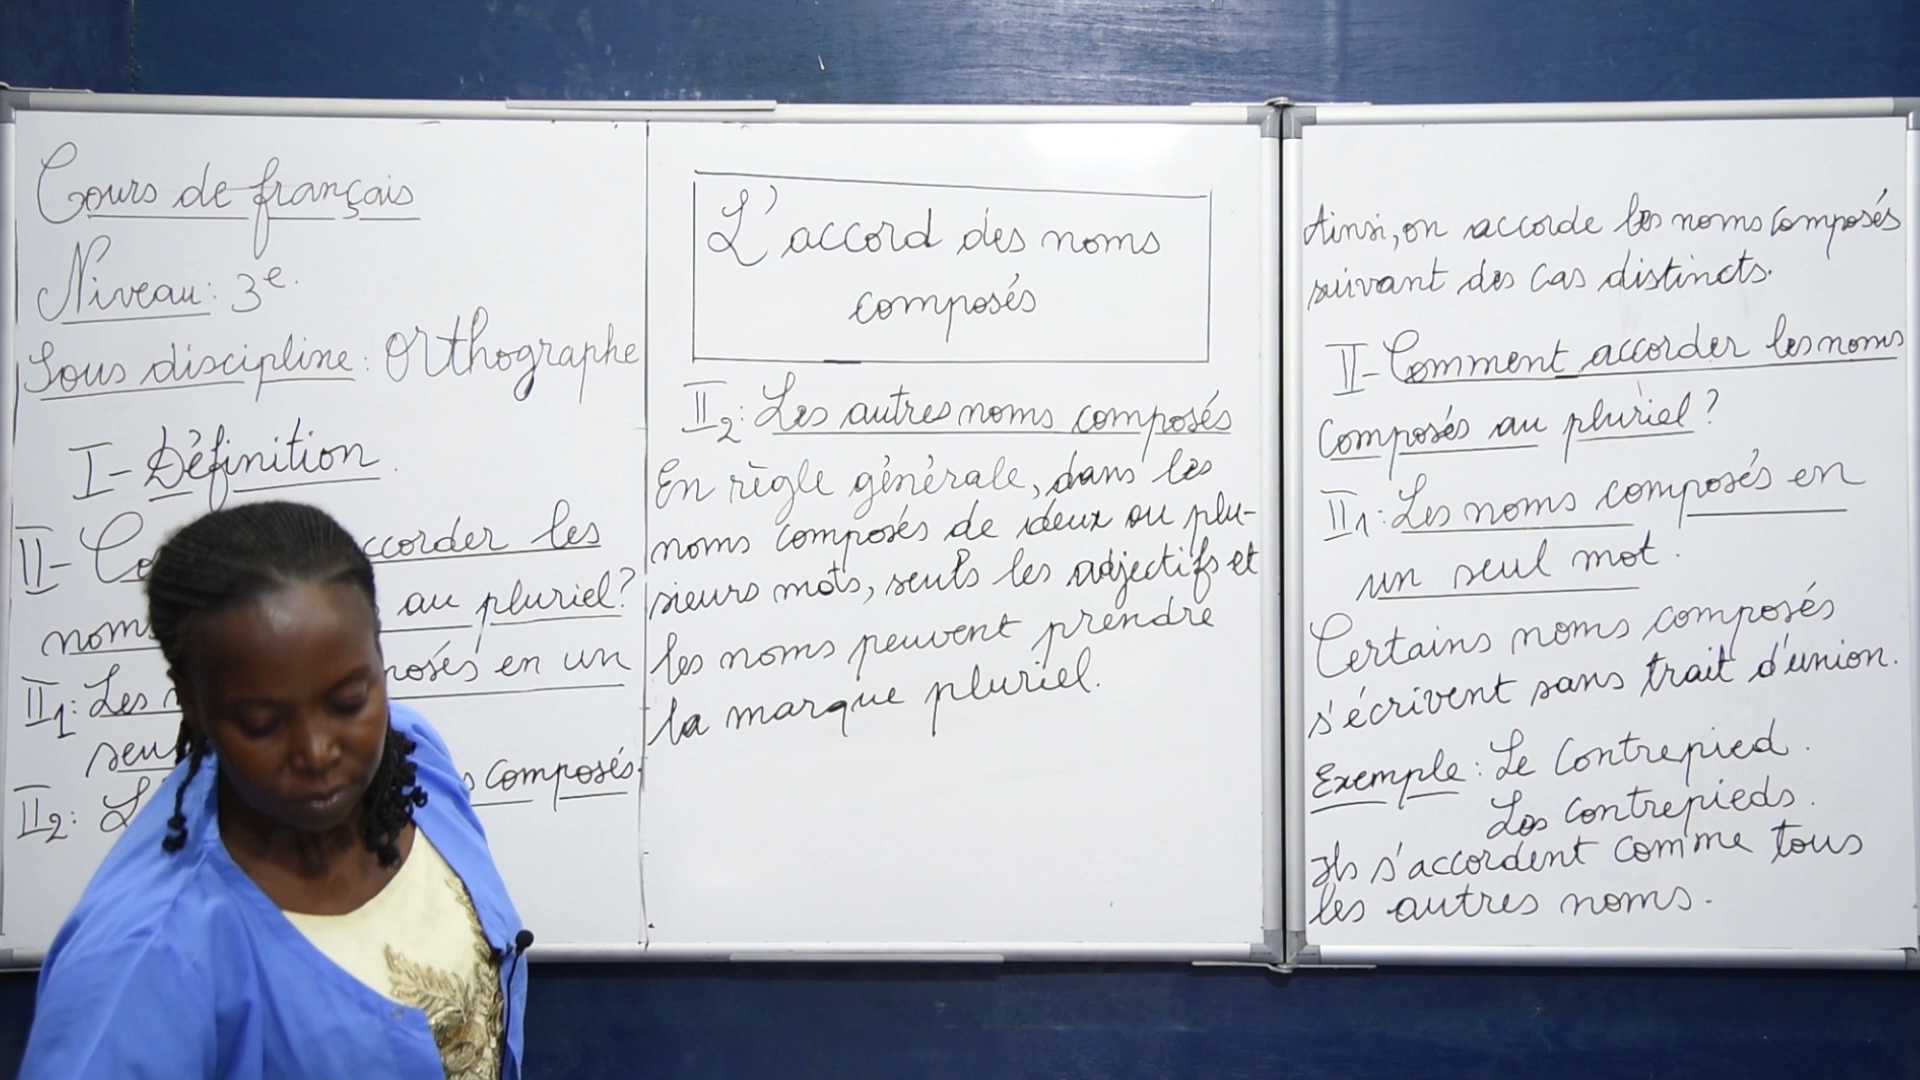 Cours de français
Niveau: 3e.
Sous discipline: Orthographe
I- Définition.
II- Co ccorder les
noms au pluriel?
II1: Les n posés en un
seul
II2: L s composés.
L'accord des noms
composés
II2: Les autres noms composés
En règle générale, dans les
noms composés de deux ou plu-
sieurs mots, seuls les adjectifs et
les noms peuvent prendre
la marque pluriel.
Ainsi, on accorde les noms composés
suivant des cas distincts.
II- Comment accorder les noms
composés au pluriel?
II1: Les noms composés en
un seul mot.
Certains noms composés
s'écrivent sans trait d'union.
Exemple: Le contrepied.
Les contrepieds.
Ils s'accordent comme tous
les autres noms.